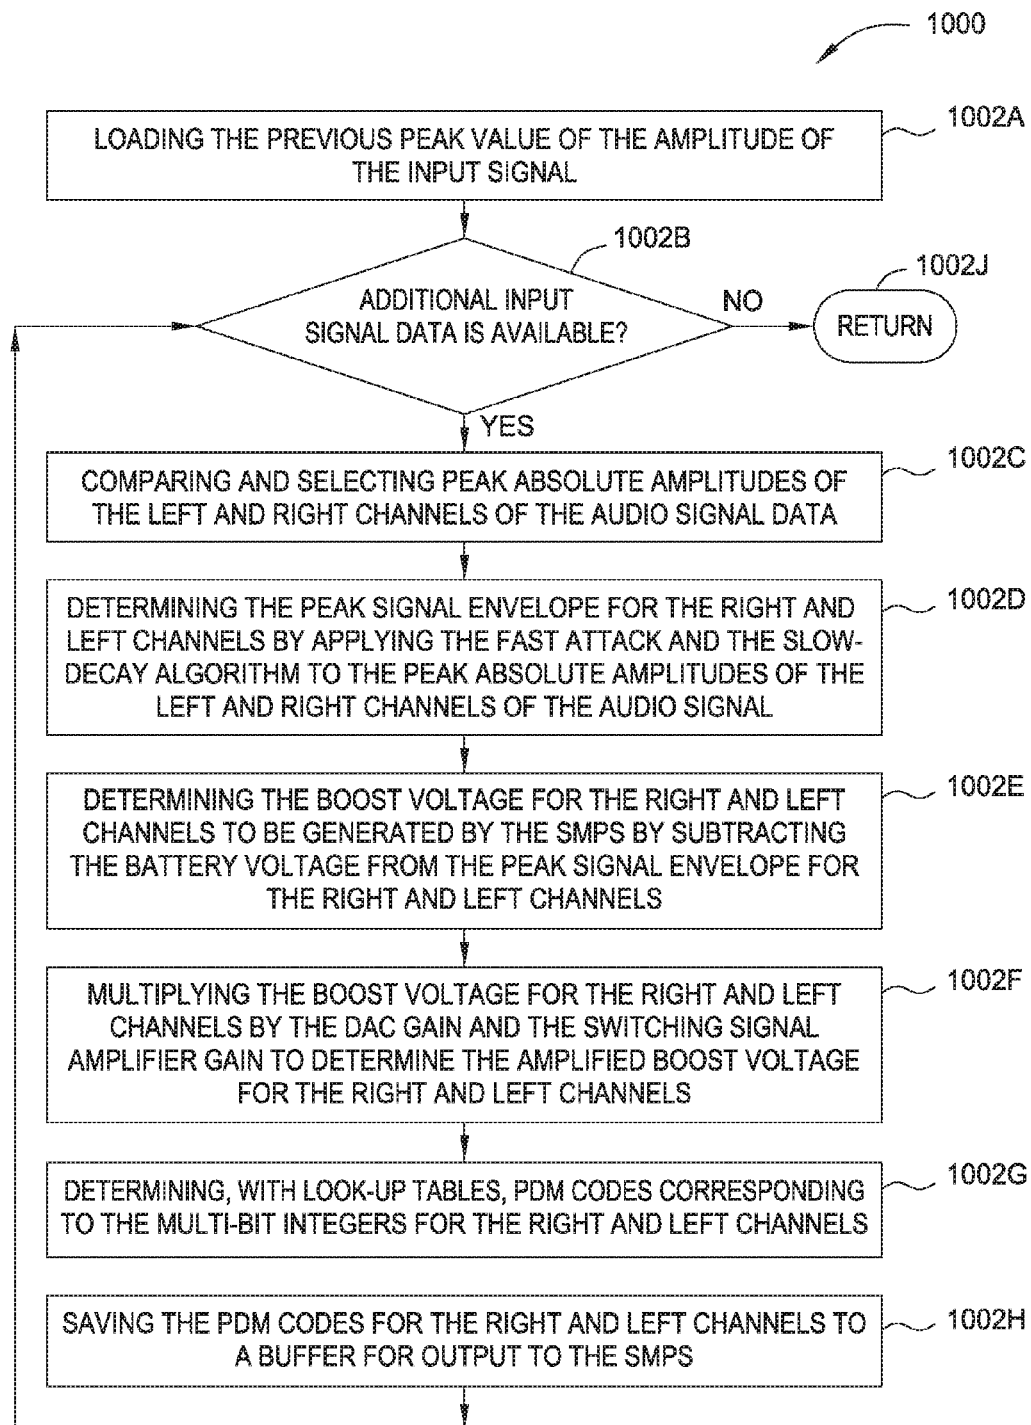 1000
1002A
LOADING THE PREVIOUS PEAK VALUE OF THE AMPLITUDE OF
THE INPUT SIGNAL
1002B
1002J
ADDITIONAL INPUT
SIGNAL DATA IS AVAILABLE?
NO
RETURN
YES
1002C
COMPARING AND SELECTING PEAK ABSOLUTE AMPLITUDES OF
THE LEFT AND RIGHT CHANNELS OF THE AUDIO SIGNAL DATA
1002D
DETERMINING THE PEAK SIGNAL ENVELOPE FOR THE RIGHT AND
LEFT CHANNELS BY APPLYING THE FAST ATTACK AND THE SLOW-
DECAY ALGORITHM TO THE PEAK ABSOLUTE AMPLITUDES OF THE
LEFT AND RIGHT CHANNELS OF THE AUDIO SIGNAL
1002E
DETERMINING THE BOOST VOLTAGE FOR THE RIGHT AND LEFT
CHANNELS TO BE GENERATED BY THE SMPS BY SUBTRACTING
THE BATTERY VOLTAGE FROM THE PEAK SIGNAL ENVELOPE FOR
THE RIGHT AND LEFT CHANNELS
1002F
MULTIPLYING THE BOOST VOLTAGE FOR THE RIGHT AND LEFT
CHANNELS BY THE DAC GAIN AND THE SWITCHING SIGNAL
AMPLIFIER GAIN TO DETERMINE THE AMPLIFIED BOOST VOLTAGE
FOR THE RIGHT AND LEFT CHANNELS
1002G
DETERMINING, WITH LOOK-UP TABLES, PDM CODES CORRESPONDING
TO THE MULTI-BIT INTEGERS FOR THE RIGHT AND LEFT CHANNELS
1002H
SAVING THE PDM CODES FOR THE RIGHT AND LEFT CHANNELS TO
A BUFFER FOR OUTPUT TO THE SMPS